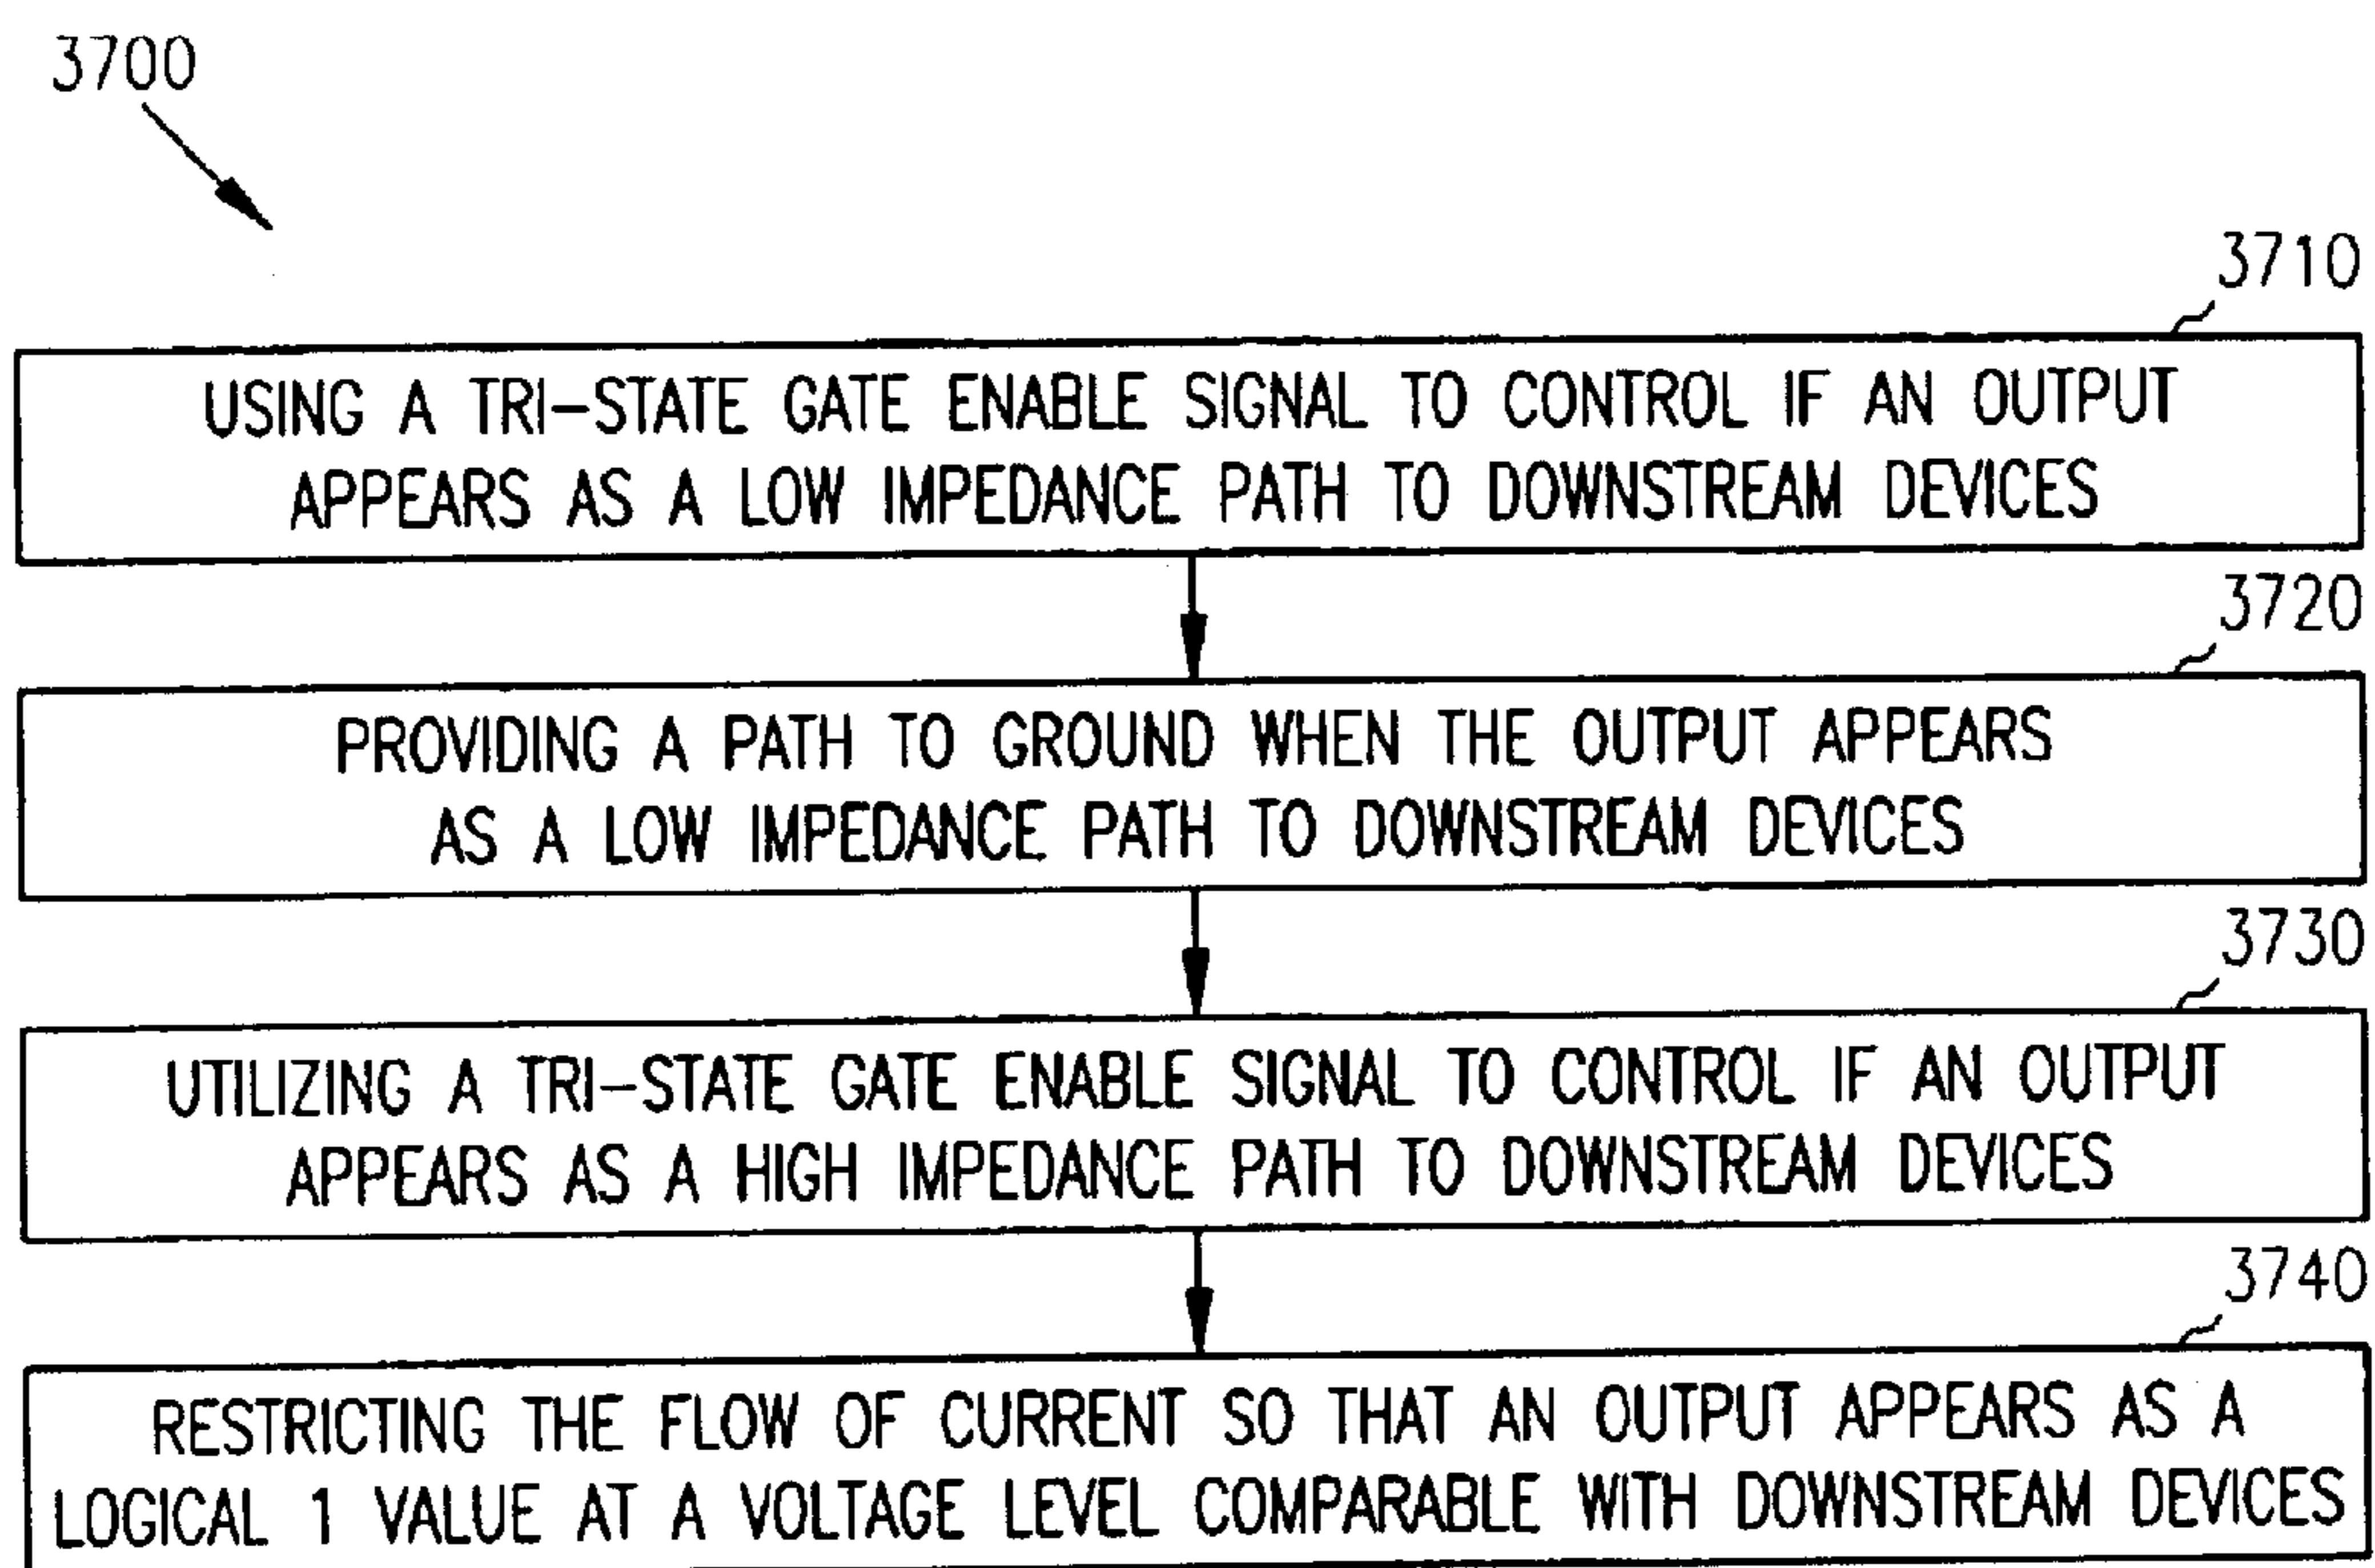 3700
3710
USING A TRI-STATE GATE ENABLE SIGNAL TO CONTROL IF AN OUTPUT
APPEARS AS A LOW IMPEDANCE PATH TO DOWNSTREAM DEVICES
3720
PROVIDING A PATH TO GROUND WHEN THE OUTPUT APPEARS
AS A LOW IMPEDANCE PATH TO DOWNSTREAM DEVICES
3730
UTILIZING A TRI-STATE GATE ENABLE SIGNAL TO CONTROL IF AN OUTPUT
APPEARS AS A HIGH IMPEDANCE PATH TO DOWNSTREAM DEVICES
3740
RESTRICTING THE FLOW OF CURRENT SO THAT AN OUTPUT APPEARS AS A
LOGICAL 1 VALUE AT A VOLTAGE LEVEL COMPARABLE WITH DOWNSTREAM DEVICES